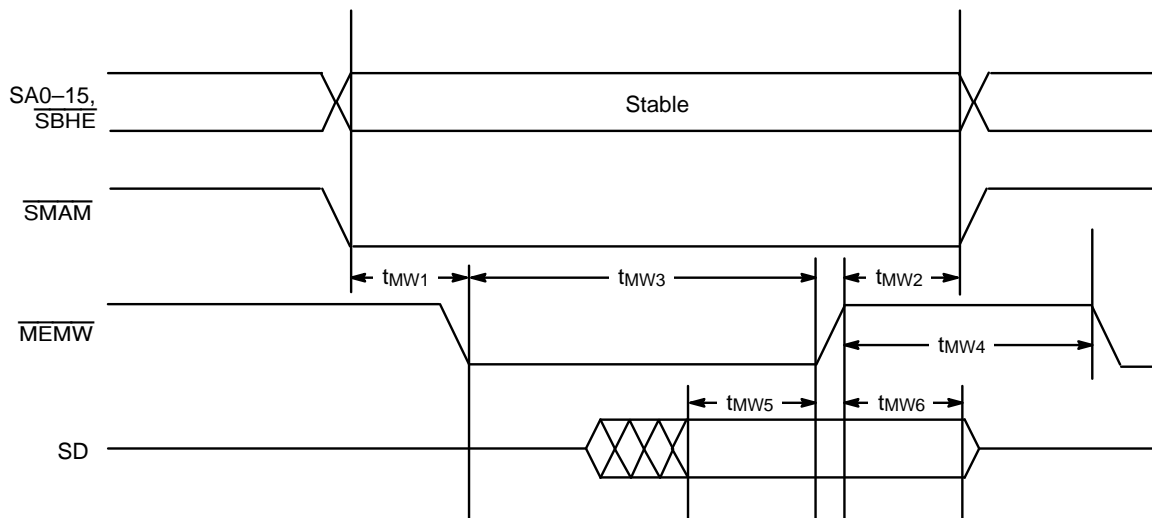 SA0–15,
SBHE
Stable
SMAM
tMW1
tMW3
tMW2
MEMW
tMW4
tMW5
tMW6
SD